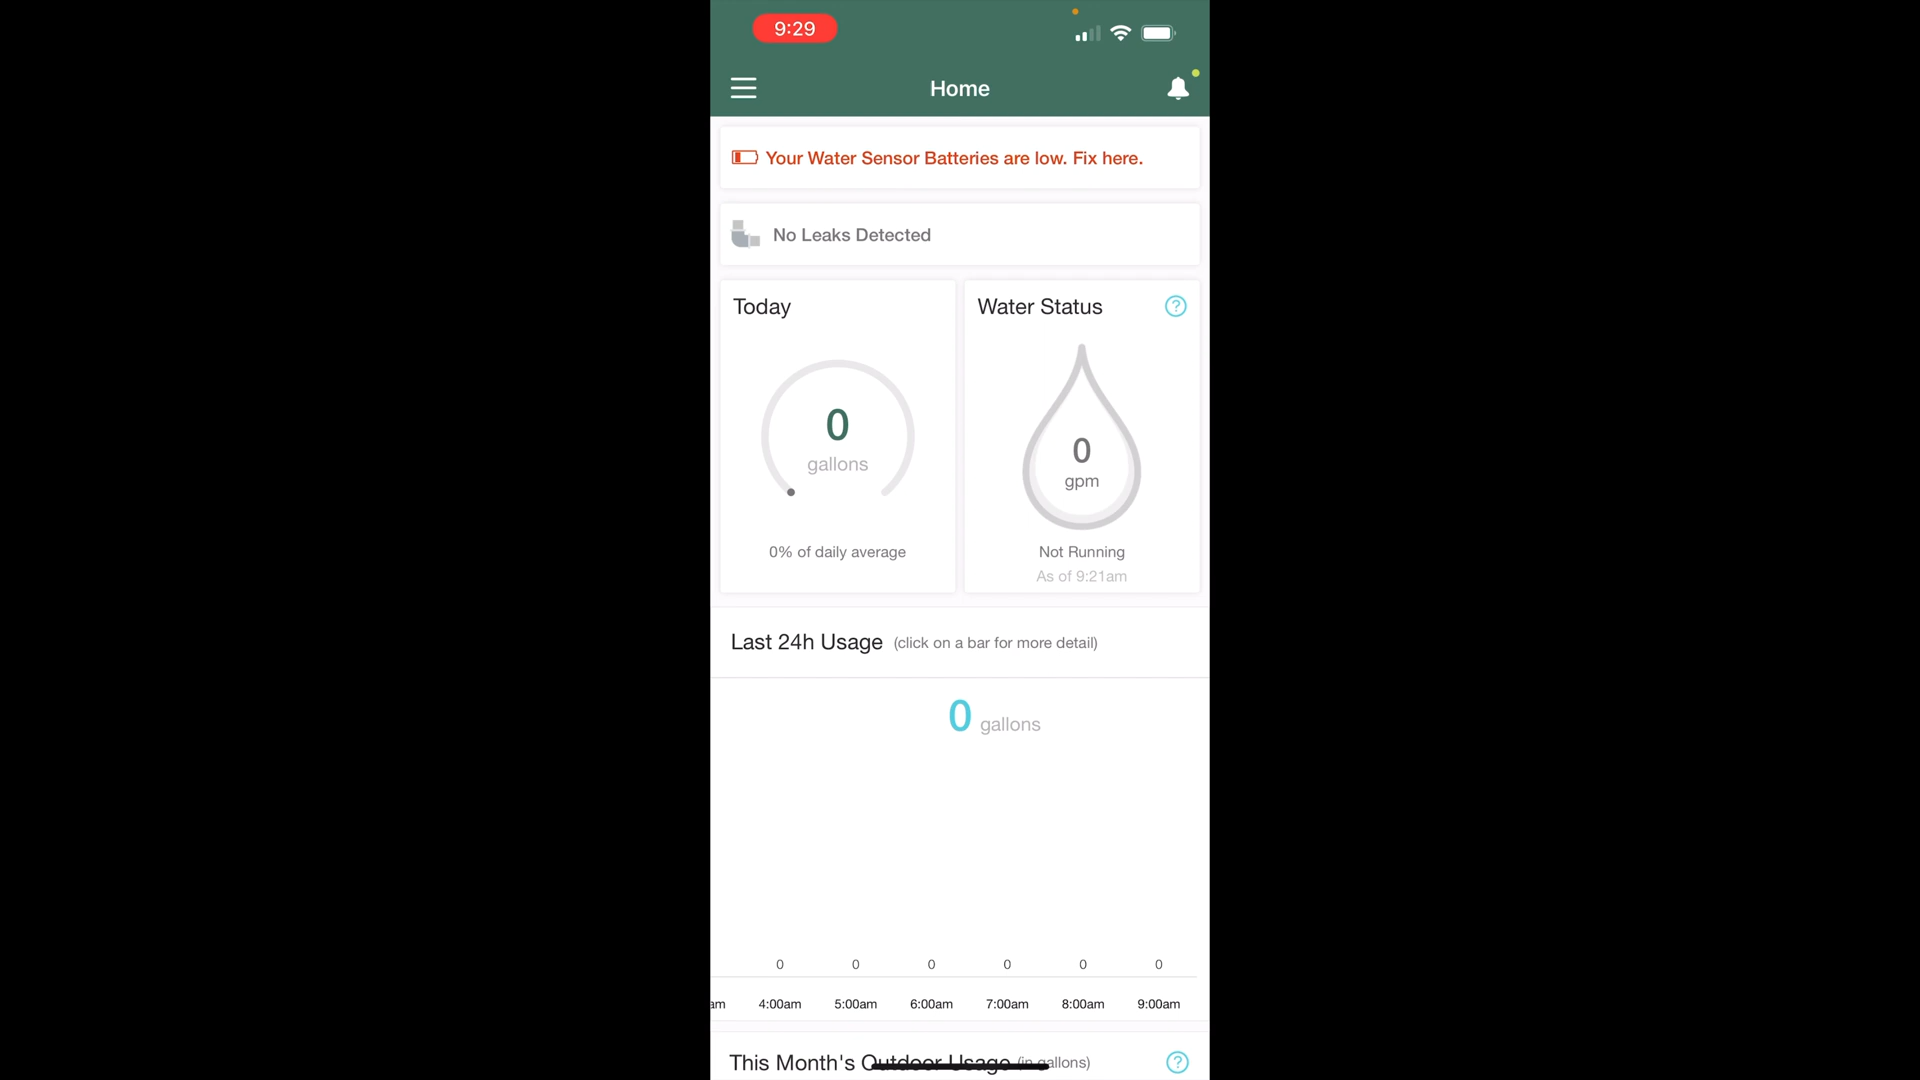 9:29
Home
Your Water Sensor Batteries are low. Fix here.
No Leaks Detected
Today
Water Status
?
0
gallons
0% of daily average
0
gpm
Not Running
As of 9:21am
Last 24h Usage (click on a bar for more detail)
0 gallons
0 0 0 0 0 0
am 4:00am 5:00am 6:00am 7:00am 8:00am 9:00am
This Month's Outdoor Usage (in gallons) ?